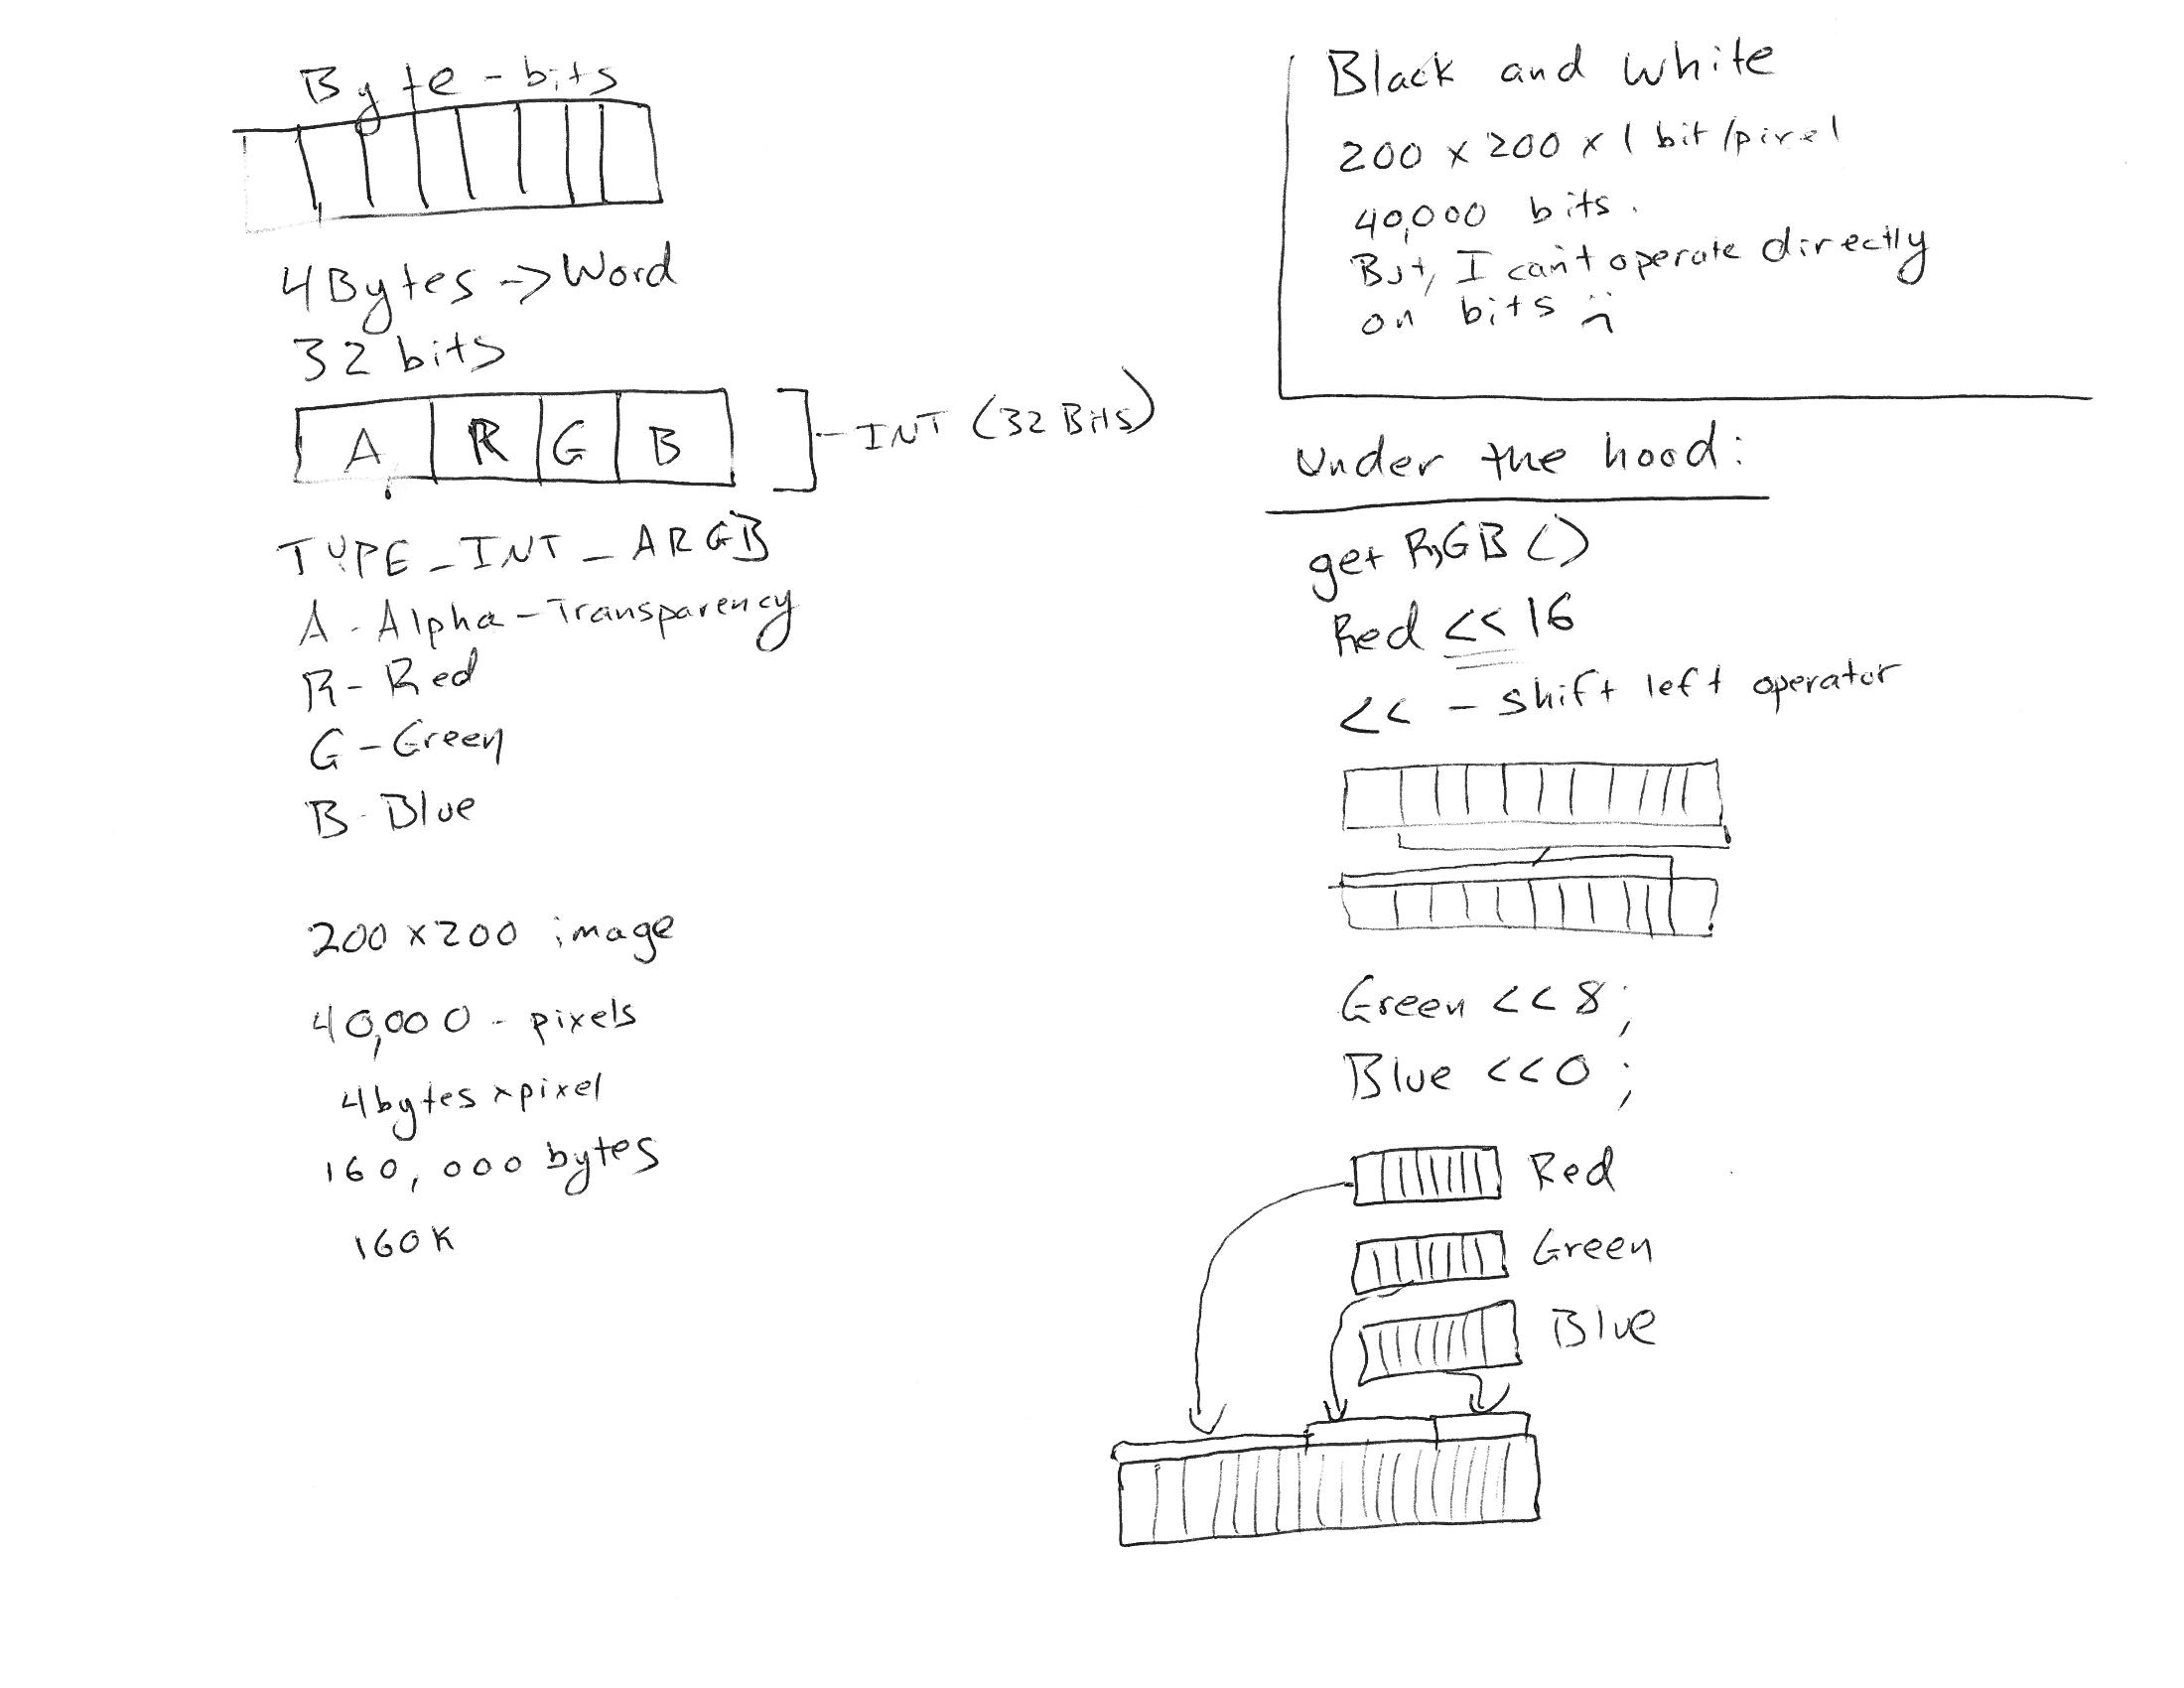 Byte - bits
4Bytes -> Word
32 bits
A R G B - INT (32 Bits)
TYPE_INT_ARGB
A - Alpha - Transparency
R - Red
G - Green
B - Blue
200 x 200 image
40,000 - pixels
4bytes x pixel
160,000 bytes
160K
Black and White
200 x 200 x 1 bit/pixel
40,000 bits.
But, I can't operate directly
on bits :(
Under the hood:
getRGB()
Red << 16
<< - shift left operator
Green << 8;
Blue << 0;
Red
Green
Blue